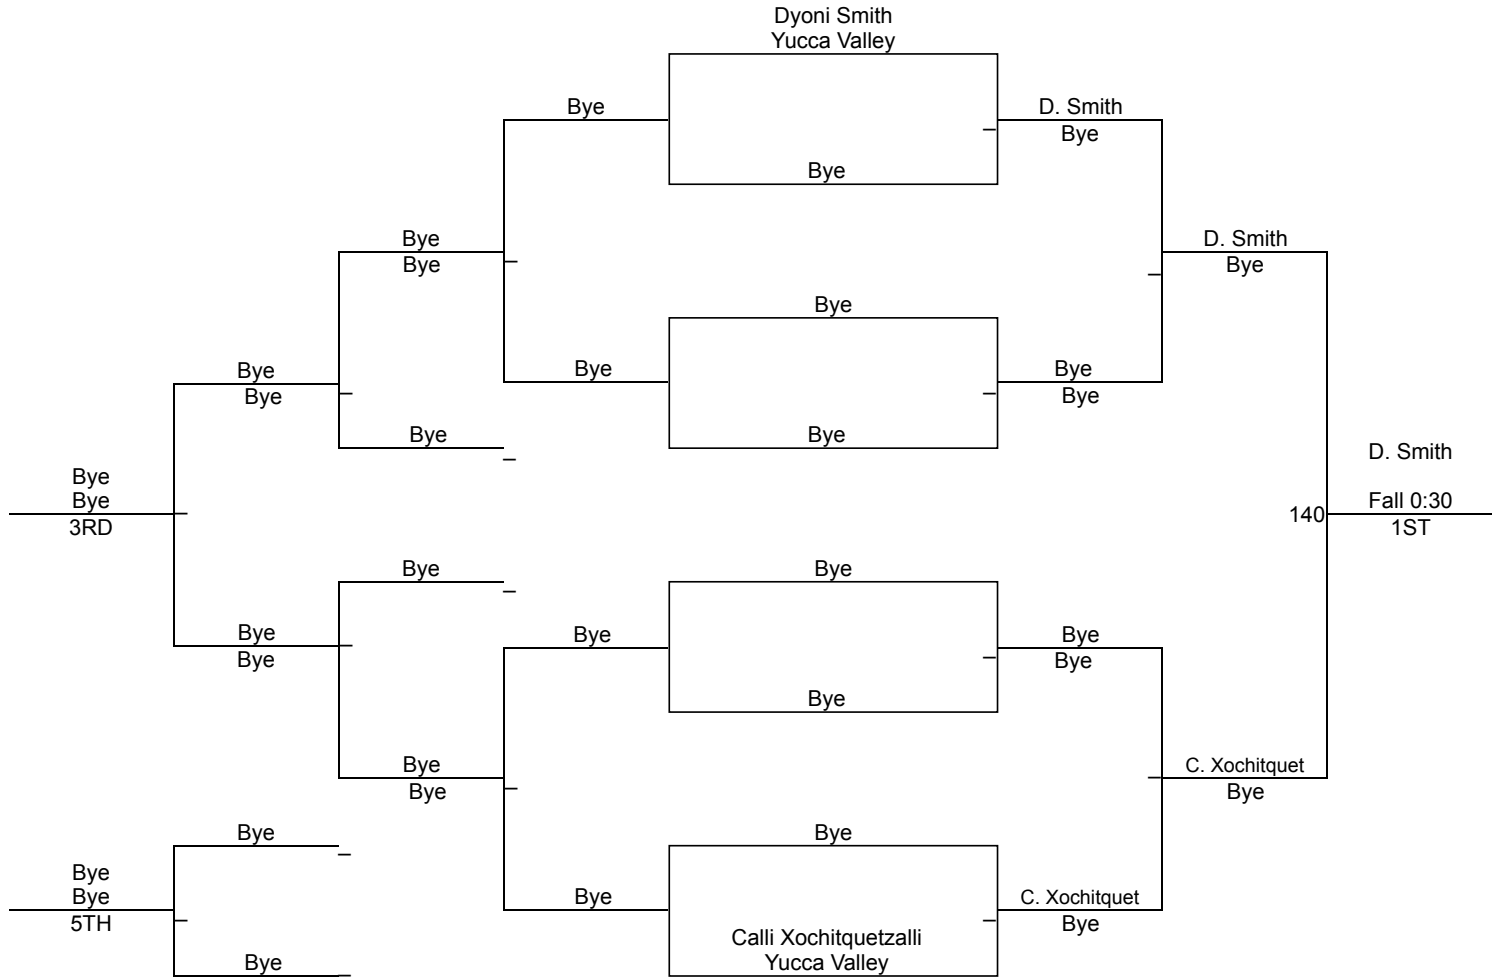 Dyoni Smith
Yucca Valley
Bye
D. Smith
Bye
Bye
Bye
Bye
D. Smith
Bye
Bye
Bye
Bye
Bye
Bye
Bye
Bye
Bye
Bye
D. Smith
Bye
Bye
3RD
140
Fall 0:30
1ST
Bye
Bye
Bye
Bye
Bye
Bye
Bye
Bye
Bye
Bye
C. Xochitquet
Bye
Bye
Bye
Bye
Bye
5TH
Bye
C. Xochitquet
Bye
Calli Xochitquetzalli
Yucca Valley
Bye